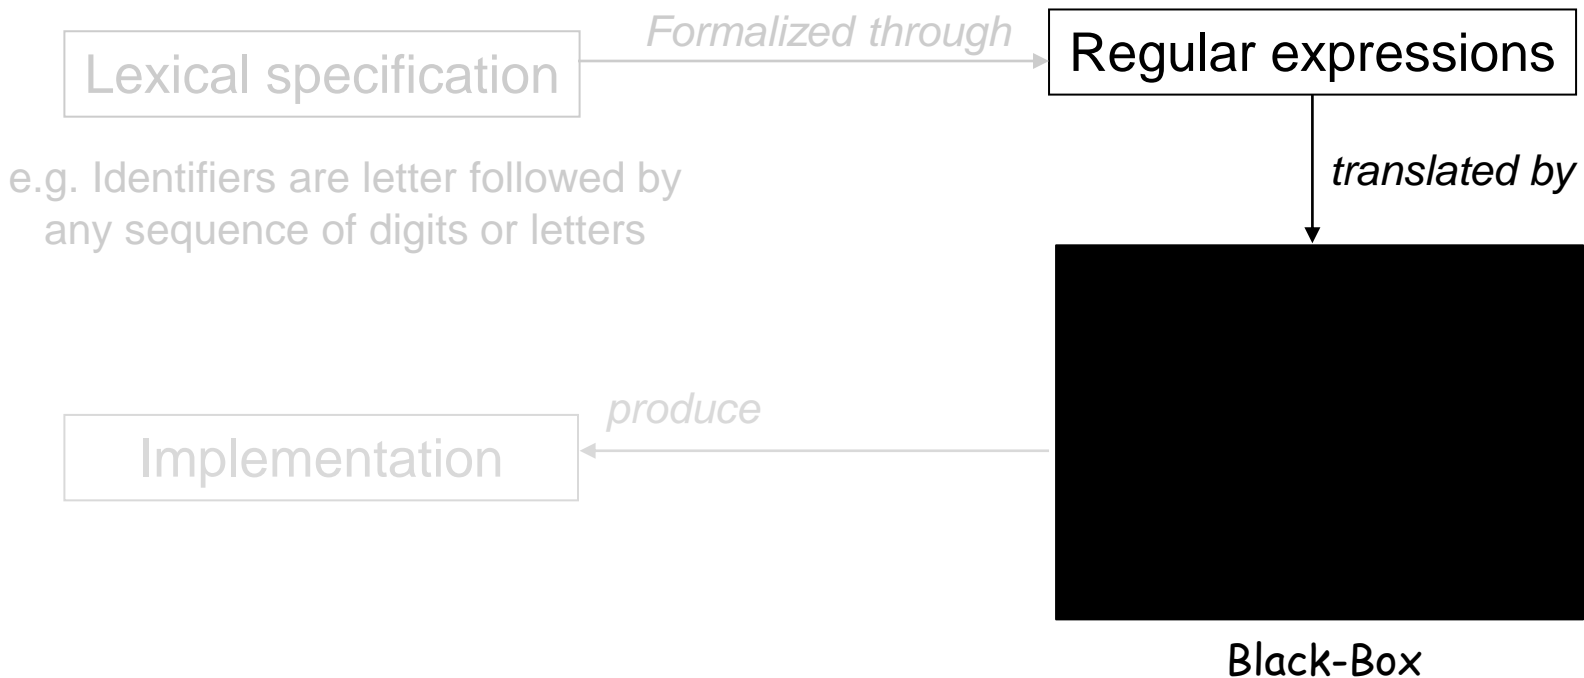 Formalized through
Lexical specification
Regular expressions
e.g. Identifiers are letter followed by
any sequence of digits or letters
translated by
produce
Implementation
Black-Box